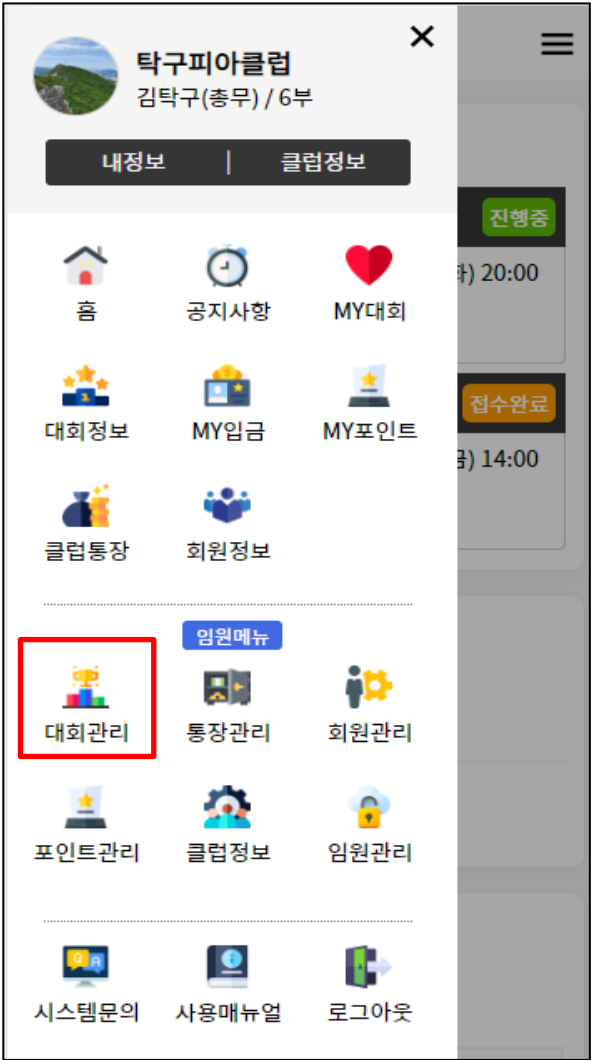 탁구피아클럽
김탁구(총무) / 6부
내정보 | 클럽정보
진행중
) 20:00
접수완료
) 14:00
홈 공지사항 MY대회
대회정보 MY입금 MY포인트
클럽통장 회원정보
임원메뉴
대회관리 통장관리 회원관리
포인트관리 클럽정보 임원관리
Q A
시스템문의 사용매뉴얼 로그아웃